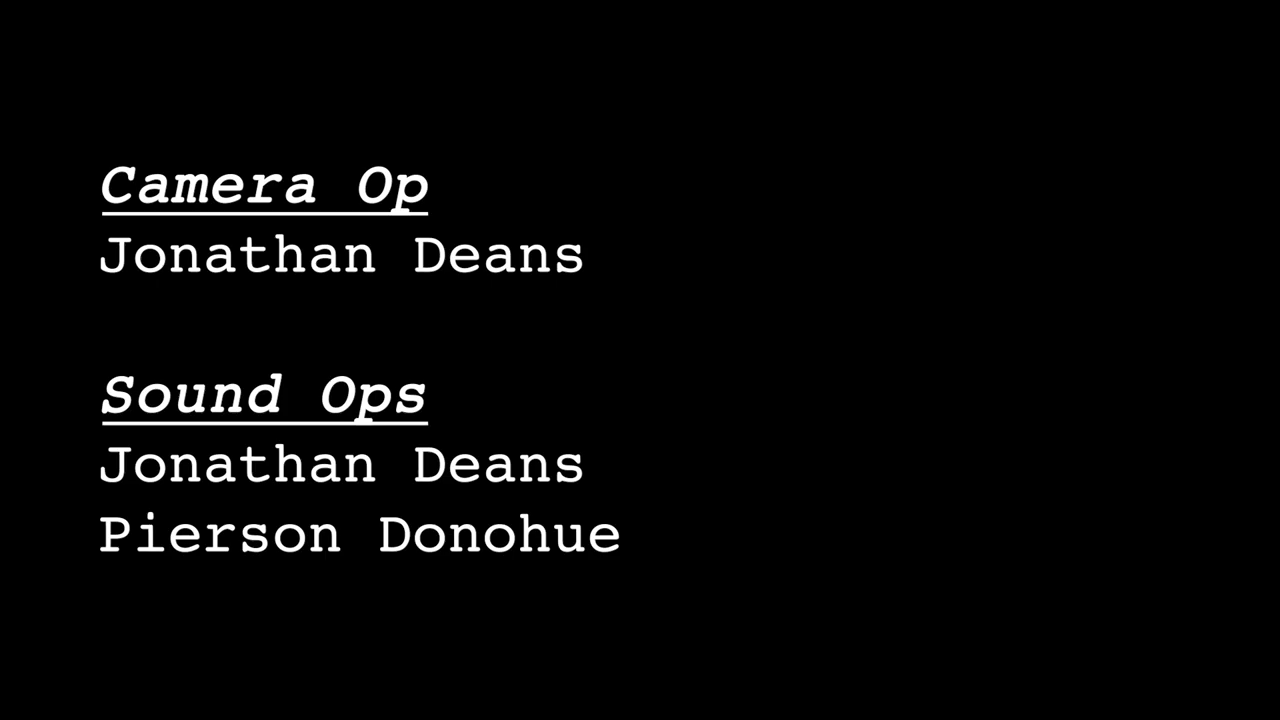 Camera Op
Jonathan Deans
Sound Ops
Jonathan Deans
Pierson Donohue